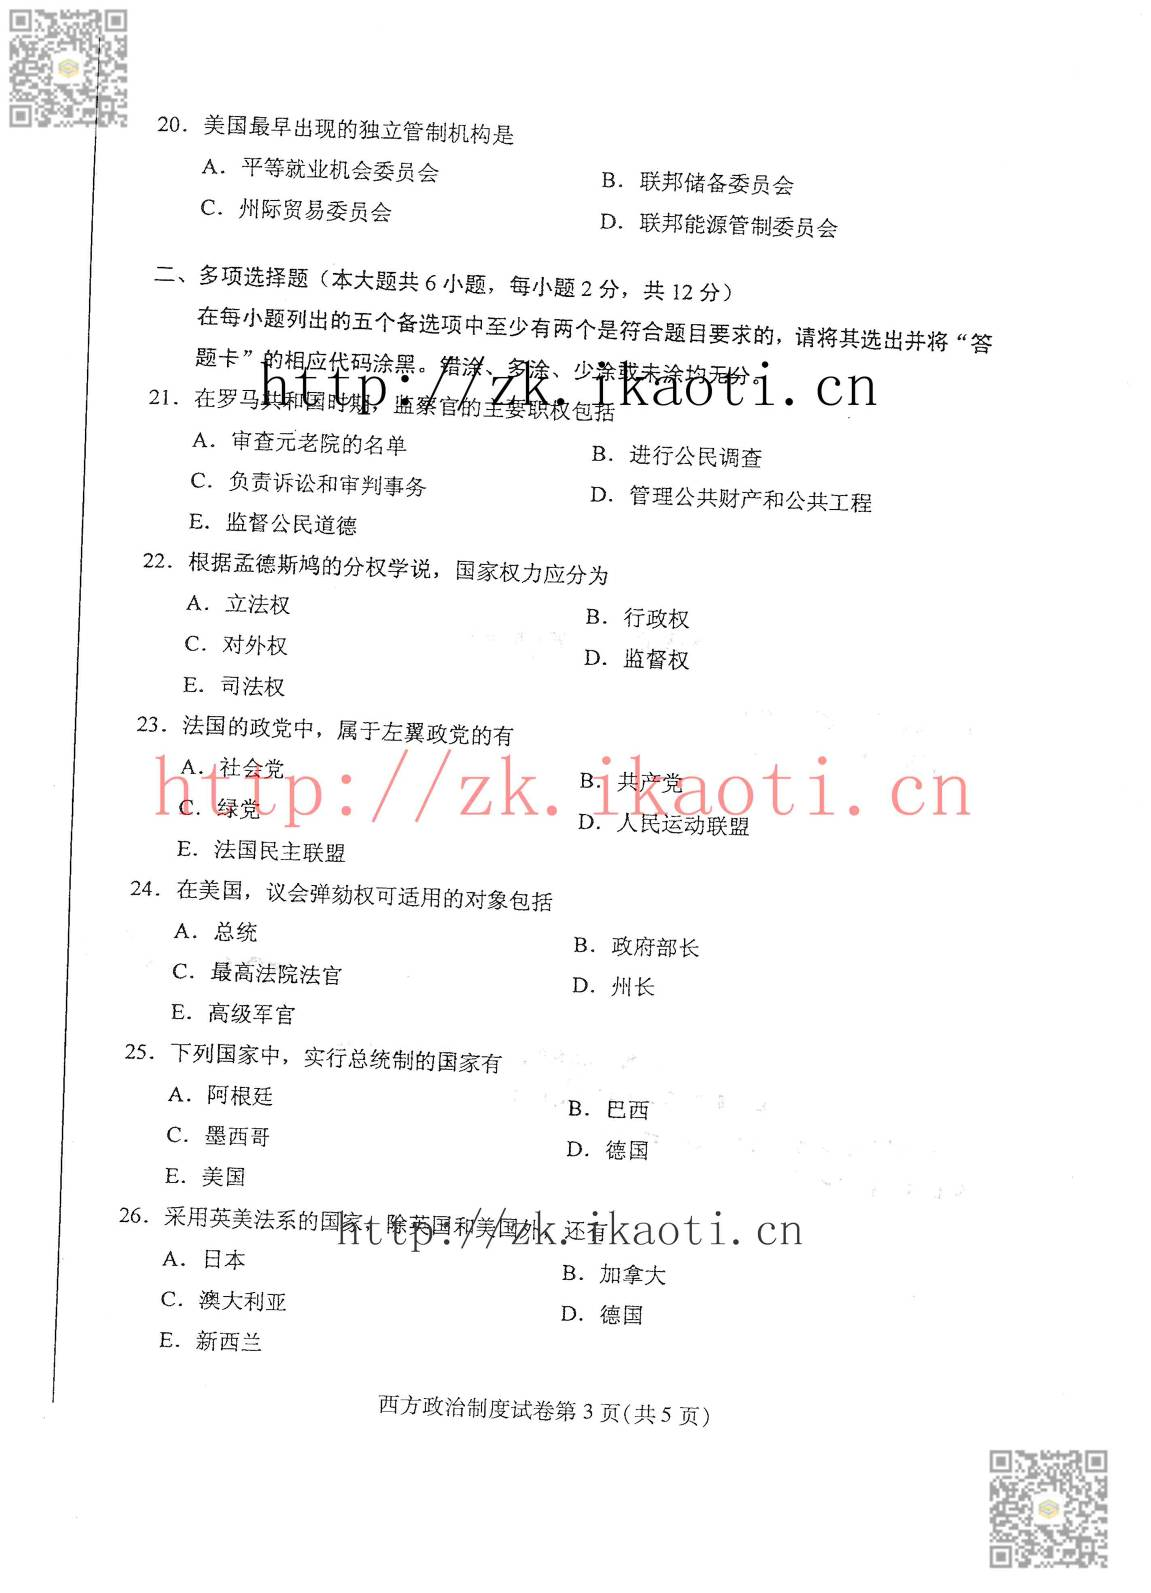 20. 美国最早出现的独立管制机构是
A. 平等就业机会委员会 B. 联邦储备委员会
C. 州际贸易委员会 D. 联邦能源管制委员会
二、多项选择题（本大题共 6 小题，每小题 2 分，共 12 分）
在每小题列出的五个备选项中至少有两个是符合题目要求的，请将其选出并将“答
题卡”的相应代码涂黑。错涂、多涂、少涂或未涂均无分。
http://zk.ikaoti.cn
21. 在罗马共和国时期，监察官的主要职权包括
A. 审查元老院的名单 B. 进行公民调查
C. 负责诉讼和审判事务 D. 管理公共财产和公共工程
E. 监督公民道德
22. 根据孟德斯鸠的分权学说，国家权力应分为
A. 立法权 B. 行政权
C. 对外权 D. 监督权
E. 司法权
23. 法国的政党中，属于左翼政党的有
A. 社会党 B. 共产党
http://zk.ikaoti.cn
C. 绿党 D. 人民运动联盟
E. 法国民主联盟
24. 在美国，议会弹劾权可适用的对象包括
A. 总统 B. 政府部长
C. 最高法院法官 D. 州长
E. 高级军官
25. 下列国家中，实行总统制的国家有
A. 阿根廷 B. 巴西
C. 墨西哥 D. 德国
E. 美国
26. 采用英美法系的国家，除英国和美国外，还有
http://zk.ikaoti.cn
A. 日本 B. 加拿大
C. 澳大利亚 D. 德国
E. 新西兰
西方政治制度试卷第 3 页(共 5 页)